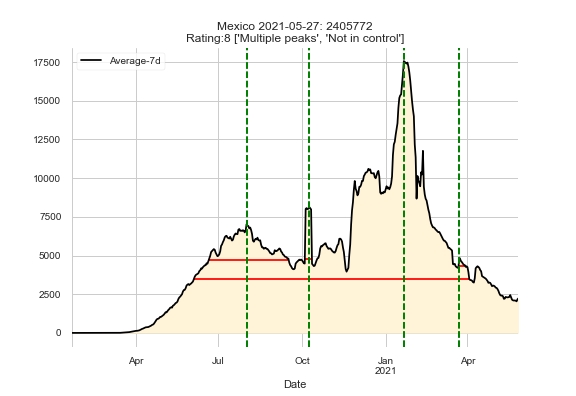 Mexico 2021-05-27: 2405772
Rating:8 ['Multiple peaks', 'Not in control']
Average-7d
17500
15000
12500
10000
7500
5000
2500
0
Apr
Jul
Oct
Jan
2021
Apr
Date